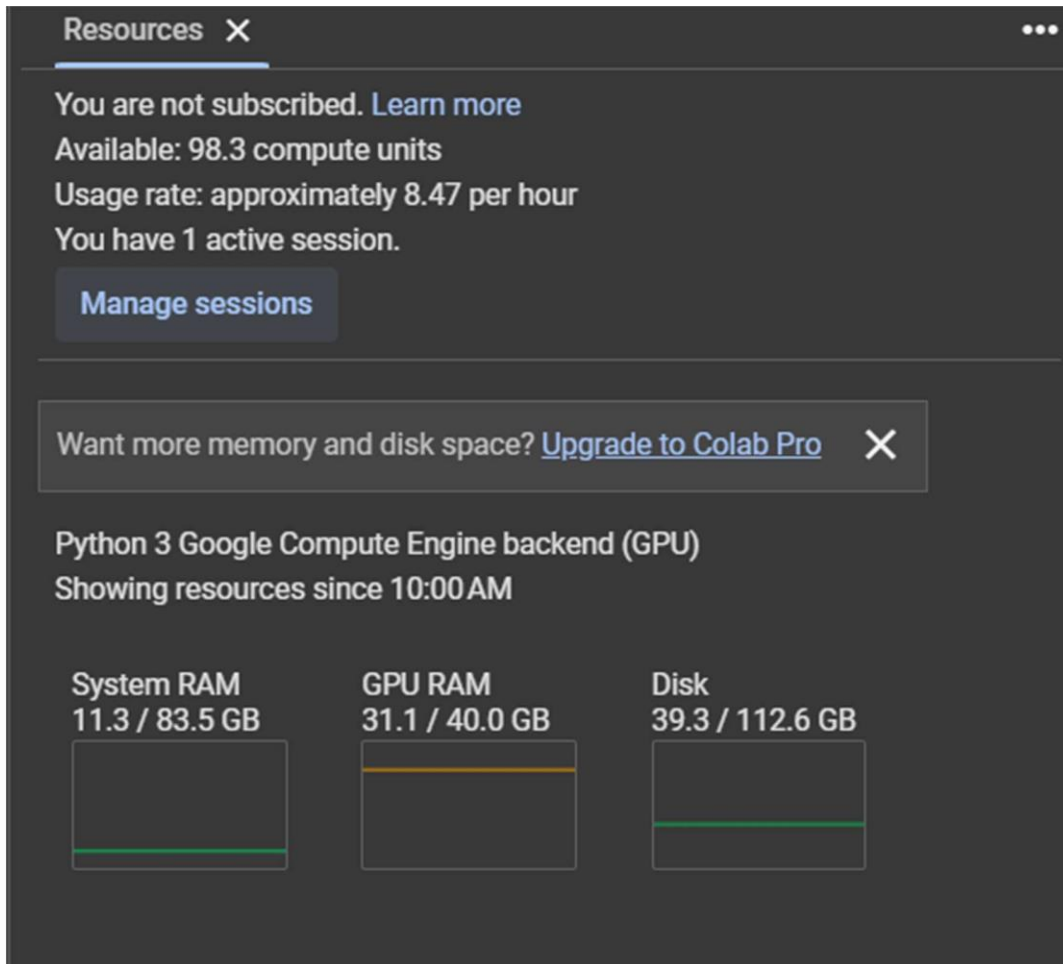 Resources
You are not subscribed. Learn more
Available: 98.3 compute units
Usage rate: approximately 8.47 per hour
You have 1 active session.
Manage sessions
Want more memory and disk space? Upgrade to Colab Pro
Python 3 Google Compute Engine backend (GPU)
Showing resources since 10:00 AM
System RAM GPU RAM Disk
11.3 / 83.5 GB 31.1 / 40.0 GB 39.3 / 112.6 GB